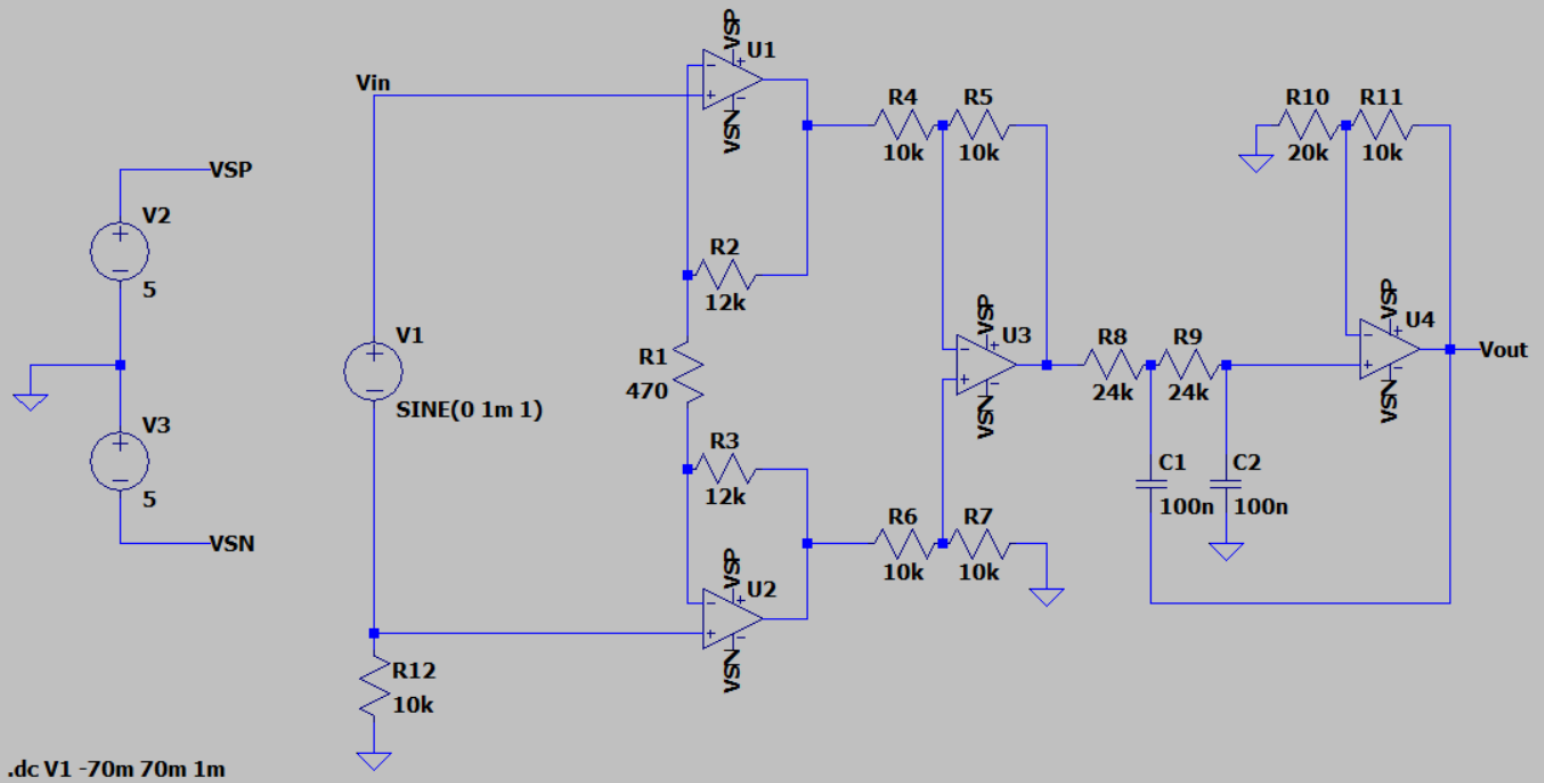 VSP
U1
Vin
VSN
R4
R5
10k
10k
R10
R11
20k
10k
VSP
V2
5
R2
12k
VSP
U3
VSP
U4
V1
SINE(0 1m 1)
R1
470
R8
R9
24k
24k
Vout
VSN
VSN
V3
5
R3
12k
C1
C2
100n
100n
VSN
R6
R7
10k
10k
VSP
U2
VSN
R12
10k
.dc V1 -70m 70m 1m
+
−